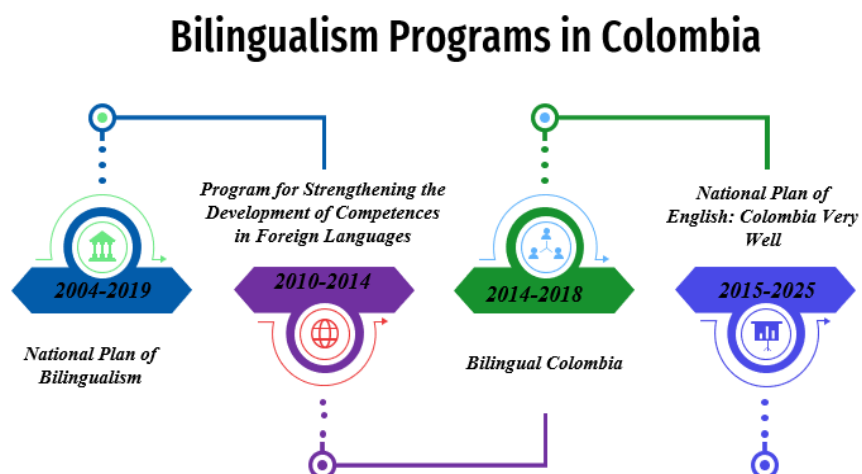 Bilingualism Programs in Colombia
2004-2019
National Plan of
Bilingualism
Program for Strengthening the
Development of Competences
in Foreign Languages
2010-2014
2014-2018
Bilingual Colombia
National Plan of
English: Colombia Very
Well
2015-2025